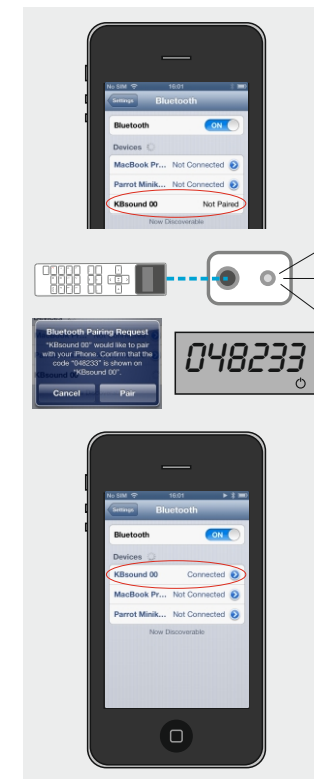 No SIM 16:01
Settings Bluetooth
Bluetooth ON
Devices
MacBook Pr... Not Connected
Parrot Minik... Not Connected
KBsound 00 Not Paired
Now Discoverable
Bluetooth Pairing Request
"KBsound 00" would like to pair
with your iPhone. Confirm that the
code "048233" is shown on
"KBsound 00".
Cancel Pair
048233
No SIM 16:01
Settings Bluetooth
Bluetooth ON
Devices
KBsound 00 Connected
MacBook Pr... Not Connected
Parrot Minik... Not Connected
Now Discoverable